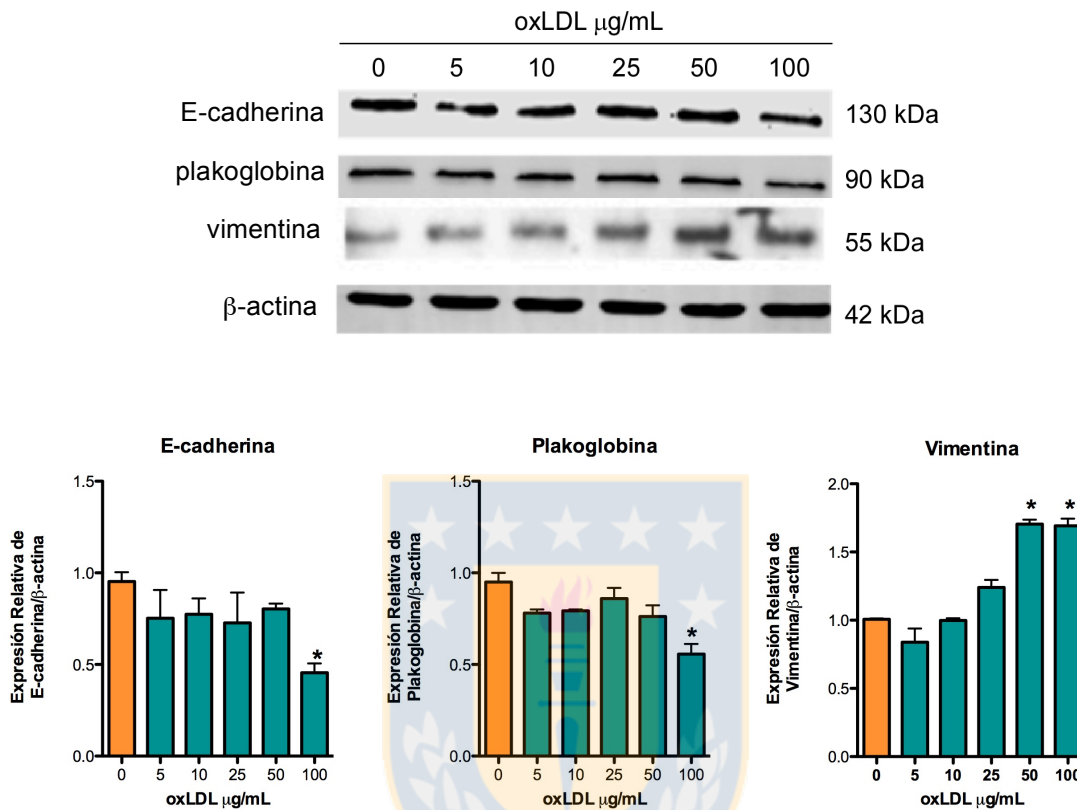 oxLDL μg/mL
0 5 10 25 50 100
E-cadherina 130 kDa
plakoglobina 90 kDa
vimentina 55 kDa
β-actina 42 kDa
E-cadherina
Expresión Relativa de
E-cadherina/β-actina
1.5
1.0
0.5
0.0
*
0 5 10 25 50 100
oxLDL μg/mL
Plakoglobina
Expresión Relativa de
Plakoglobina/β-actina
1.5
1.0
0.5
0.0
*
0 5 10 25 50 100
oxLDL μg/mL
Vimentina
Expresión Relativa de
Vimentina/β-actina
2.0
1.5
1.0
0.5
0.0
* *
0 5 10 25 50 100
oxLDL μg/mL